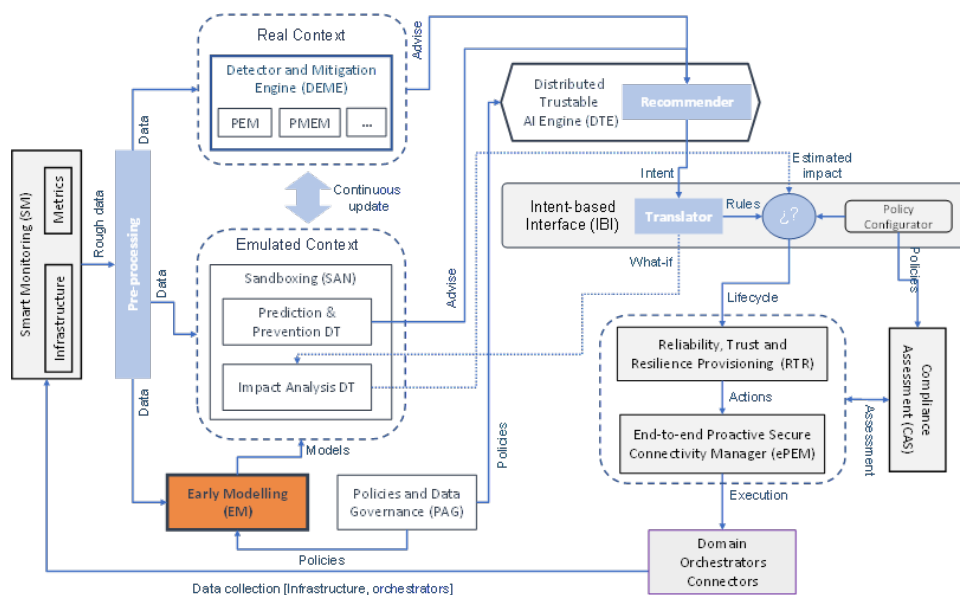 Real Context
Detector and Mitigation
Engine (DEME)
PEM
PMEM
...
Advise
Distributed
Trustable
AI Engine (DTE)
Recommender
Data
Smart Monitoring (SM)
Metrics
Infrastructure
Rough data
Pre-processing
Continuous
update
Intent
Estimated
impact
Intent-based
Interface (IBI)
Translator
Rules
¿?
Policy
Configurator
Emulated Context
Sandboxing (SAN)
Prediction &
Prevention DT
Impact Analysis DT
Data
Advise
What-if
Policies
Lifecycle
Reliability, Trust and
Resilience Provisioning (RTR)
Actions
End-to-end Proactive Secure
Connectivity Manager (ePEM)
Assessment
Compliance
Assessment (CAS)
Data
Models
Policies
Early Modelling
(EM)
Policies and Data
Governance (PAG)
Execution
Policies
Domain
Orchestrators
Connectors
Data collection [Infrastructure, orchestrators]